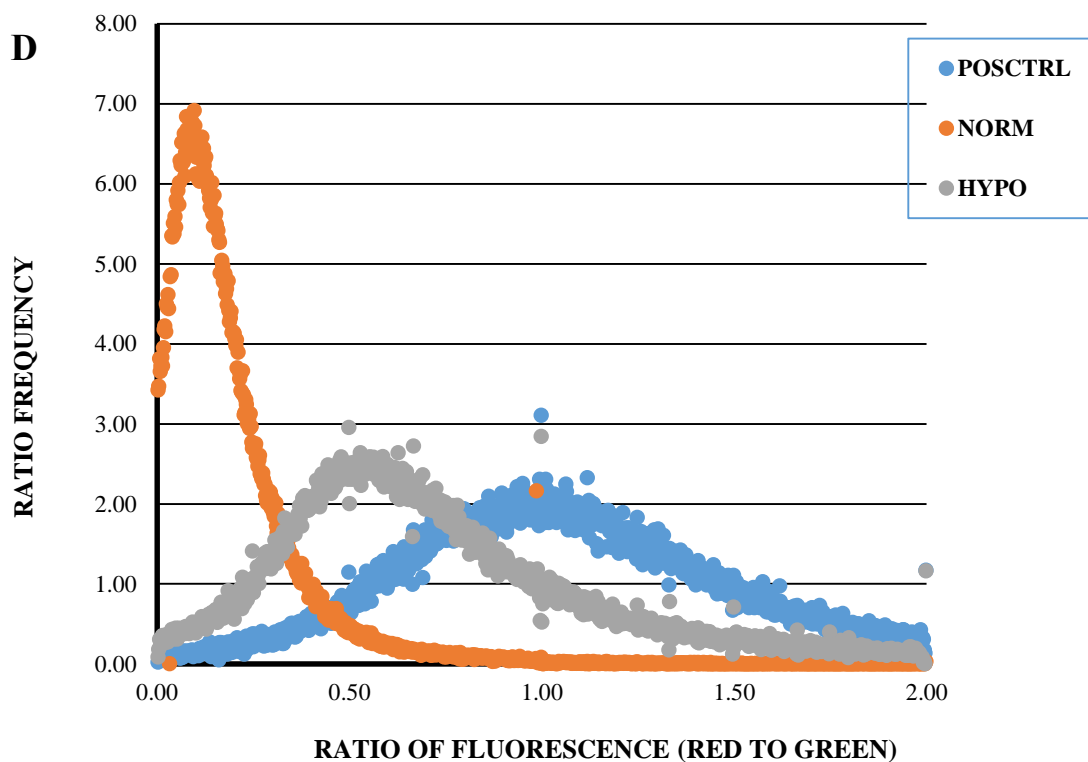 D
8.00
7.00
6.00
5.00
4.00
3.00
2.00
1.00
0.00
RATIO FREQUENCY
0.00 0.50 1.00 1.50 2.00
RATIO OF FLUORESCENCE (RED TO GREEN)
POSCTRL
NORM
HYPO